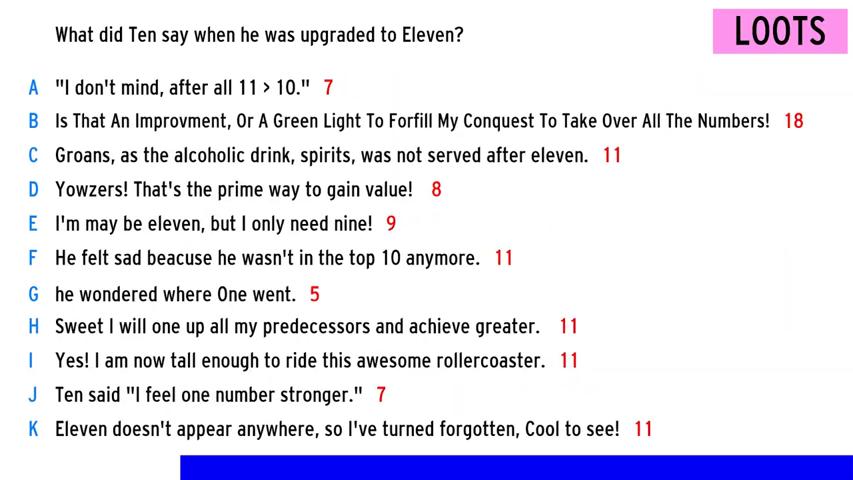 What did Ten say when he was upgraded to Eleven?
LOOTS
A "I don't mind, after all 11 > 10." 7
B Is That An Improvment, Or A Green Light To Forfill My Conquest To Take Over All The Numbers! 18
C Groans, as the alcoholic drink, spirits, was not served after eleven. 11
D Yowzers! That's the prime way to gain value! 8
E I'm may be eleven, but I only need nine! 9
F He felt sad beacuse he wasn't in the top 10 anymore. 11
G he wondered where One went. 5
H Sweet I will one up all my predecessors and achieve greater. 11
I Yes! I am now tall enough to ride this awesome rollercoaster. 11
J Ten said "I feel one number stronger." 7
K Eleven doesn't appear anywhere, so I've turned forgotten, Cool to see! 11